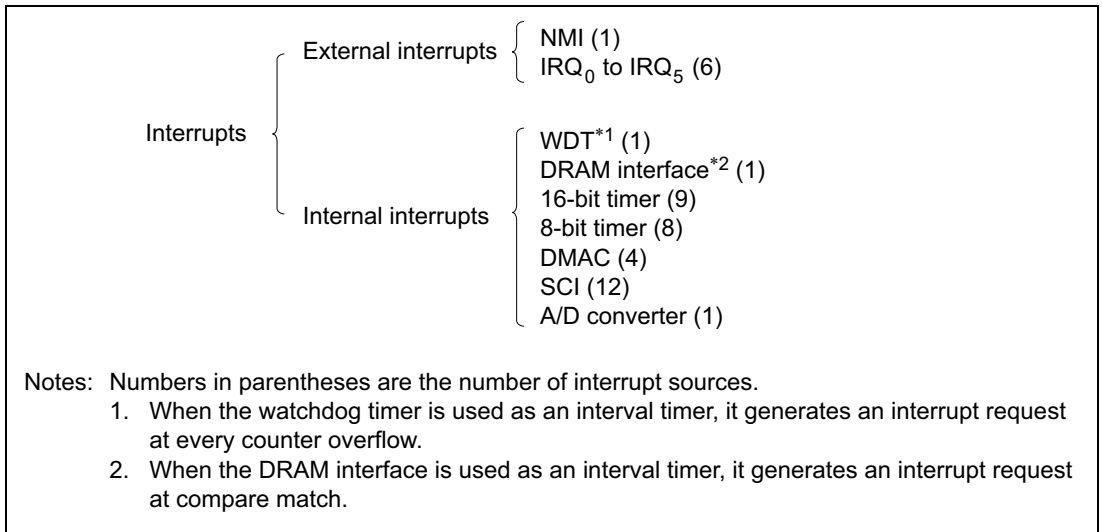 External interrupts
NMI (1)
IRQ0 to IRQ5 (6)
Interrupts
Internal interrupts
WDT*1 (1)
DRAM interface*2 (1)
16-bit timer (9)
8-bit timer (8)
DMAC (4)
SCI (12)
A/D converter (1)
Notes: Numbers in parentheses are the number of interrupt sources.
1. When the watchdog timer is used as an interval timer, it generates an interrupt request
at every counter overflow.
2. When the DRAM interface is used as an interval timer, it generates an interrupt request
at compare match.